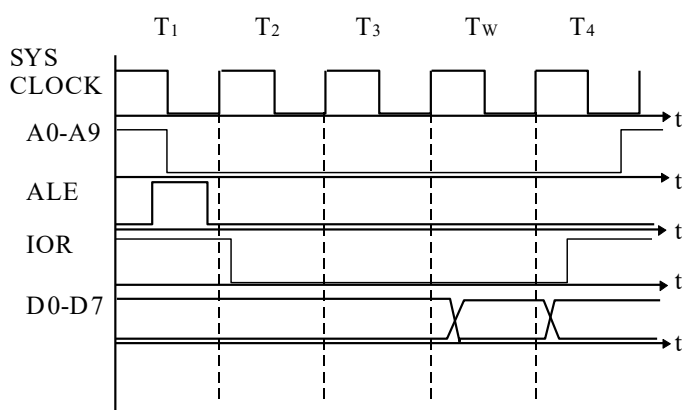 T1 T2 T3 TW T4
SYS
CLOCK
t
A0-A9
t
ALE
t
IOR
t
D0-D7
t